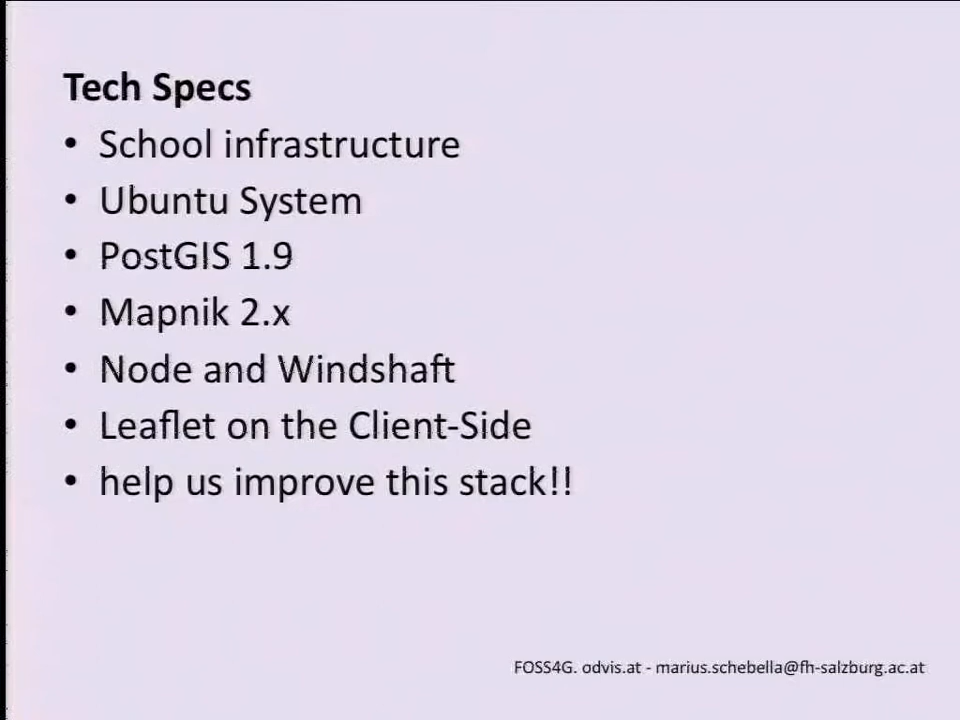 Tech Specs
• School infrastructure
• Ubuntu System
• PostGIS 1.9
• Mapnik 2.x
• Node and Windshaft
• Leaflet on the Client-Side
• help us improve this stack!!
FOSS4G. odvis.at - marius.schebella@fh-salzburg.ac.at